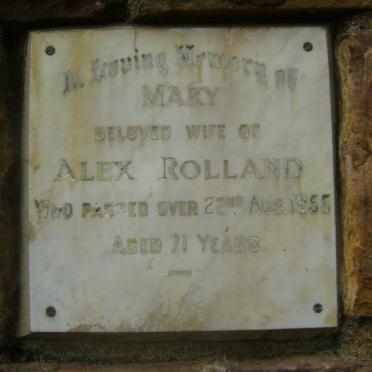 In Loving Memory of
MARY
BELOVED WIFE OF
ALEX ROLLAND
WHO PASSED OVER 22ND AUG. 1955
AGED 71 YEARS.